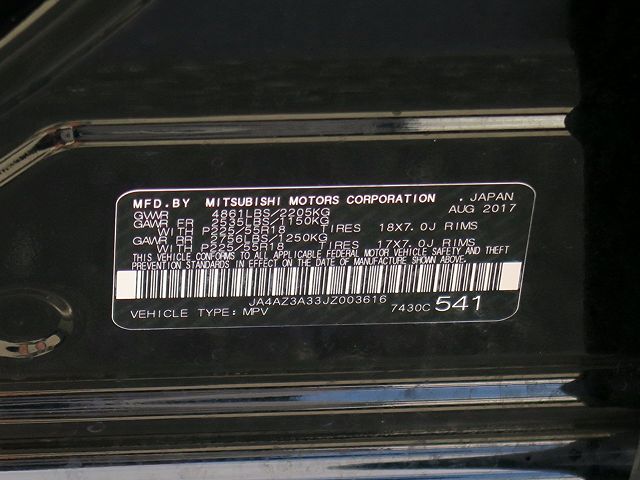 MFD.BY MITSUBISHI MOTORS CORPORATION . JAPAN
GVWR 4861LBS/2205KG AUG 2017
GAWR FR 2535LBS/1150KG
WITH P225/55R18 TIRES 18X7.0J RIMS
GAWR RR 2756LBS/1250KG
WITH P225/55R18 TIRES 17X7.0J RIMS
THIS VEHICLE CONFORMS TO ALL APPLICABLE FEDERAL MOTOR VEHICLE SAFETY AND THEFT
PREVENTION STANDARDS IN EFFECT ON THE DATE OF MANUFACTURE SHOWN ABOVE.
JA4AZ3A33JZ003616
VEHICLE TYPE: MPV 7430C 541